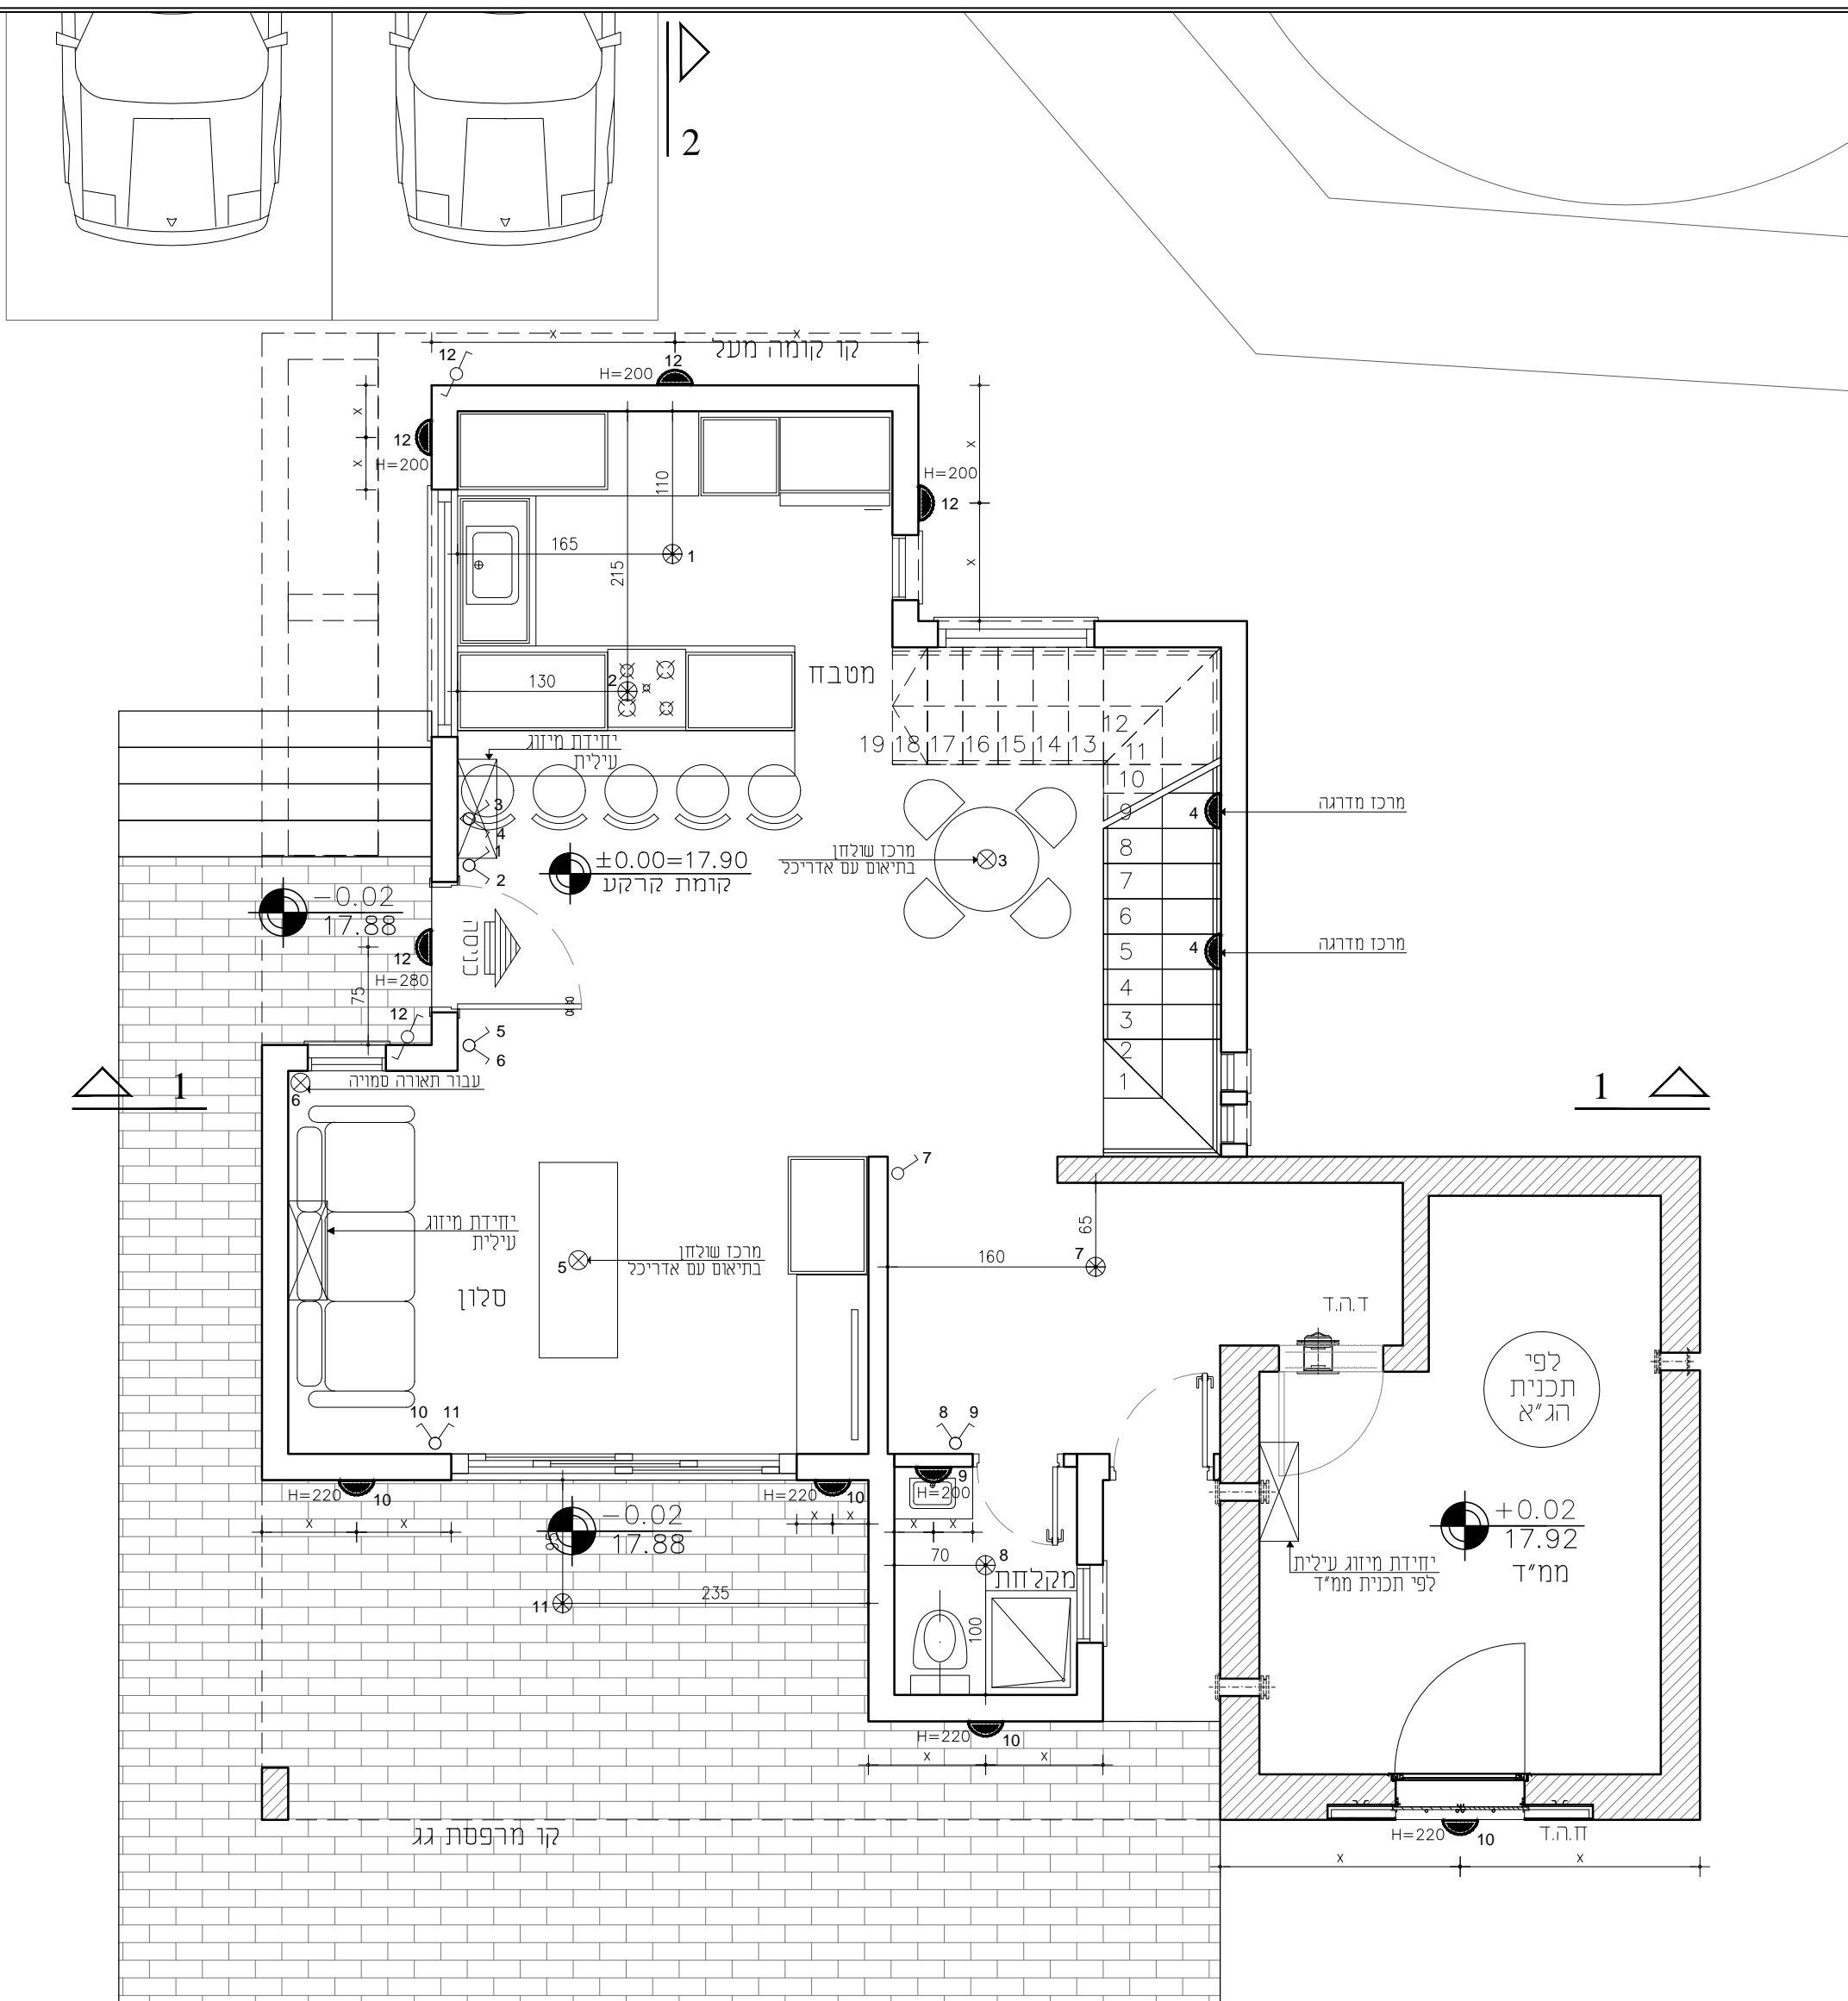 2
קו קומה מעל
x
x
12
12
H=200
x
x
12
H=200
x
H=200
12
x
110
165
1
215
130
2
מטבח
יחידת מיזוג
עילית
19 18 17 16 15 14 13
12
11
10
9
8
7
6
5
4
3
2
1
3
4
1
2
4
מרכז מדרגה
4
מרכז מדרגה
±0.00=17.90
קומת קרקע
מרכז שולחן
בתיאום עם אדריכל
3
-0.02
17.88
12
H=280
75
כניסה
12
5
6
עבור תאורה סמויה
6
1
1
7
יחידת מיזוג
עילית
מרכז שולחן
בתיאום עם אדריכל
5
סלון
65
160
7
ד.ה.ד
לפי
תכנית
הג"א
10 11
8 9
H=220
10
H=220
10
9
H=200
x
x
x
x
x
x
-0.02
17.88
+0.02
17.92
ממ"ד
יחידת מיזוג עילית
לפי תכנית ממ"ד
70
8
מקלחת
100
235
11
H=220
10
x
x
קו מרפסת גג
H=220
10
ח.ה.ד
x
x